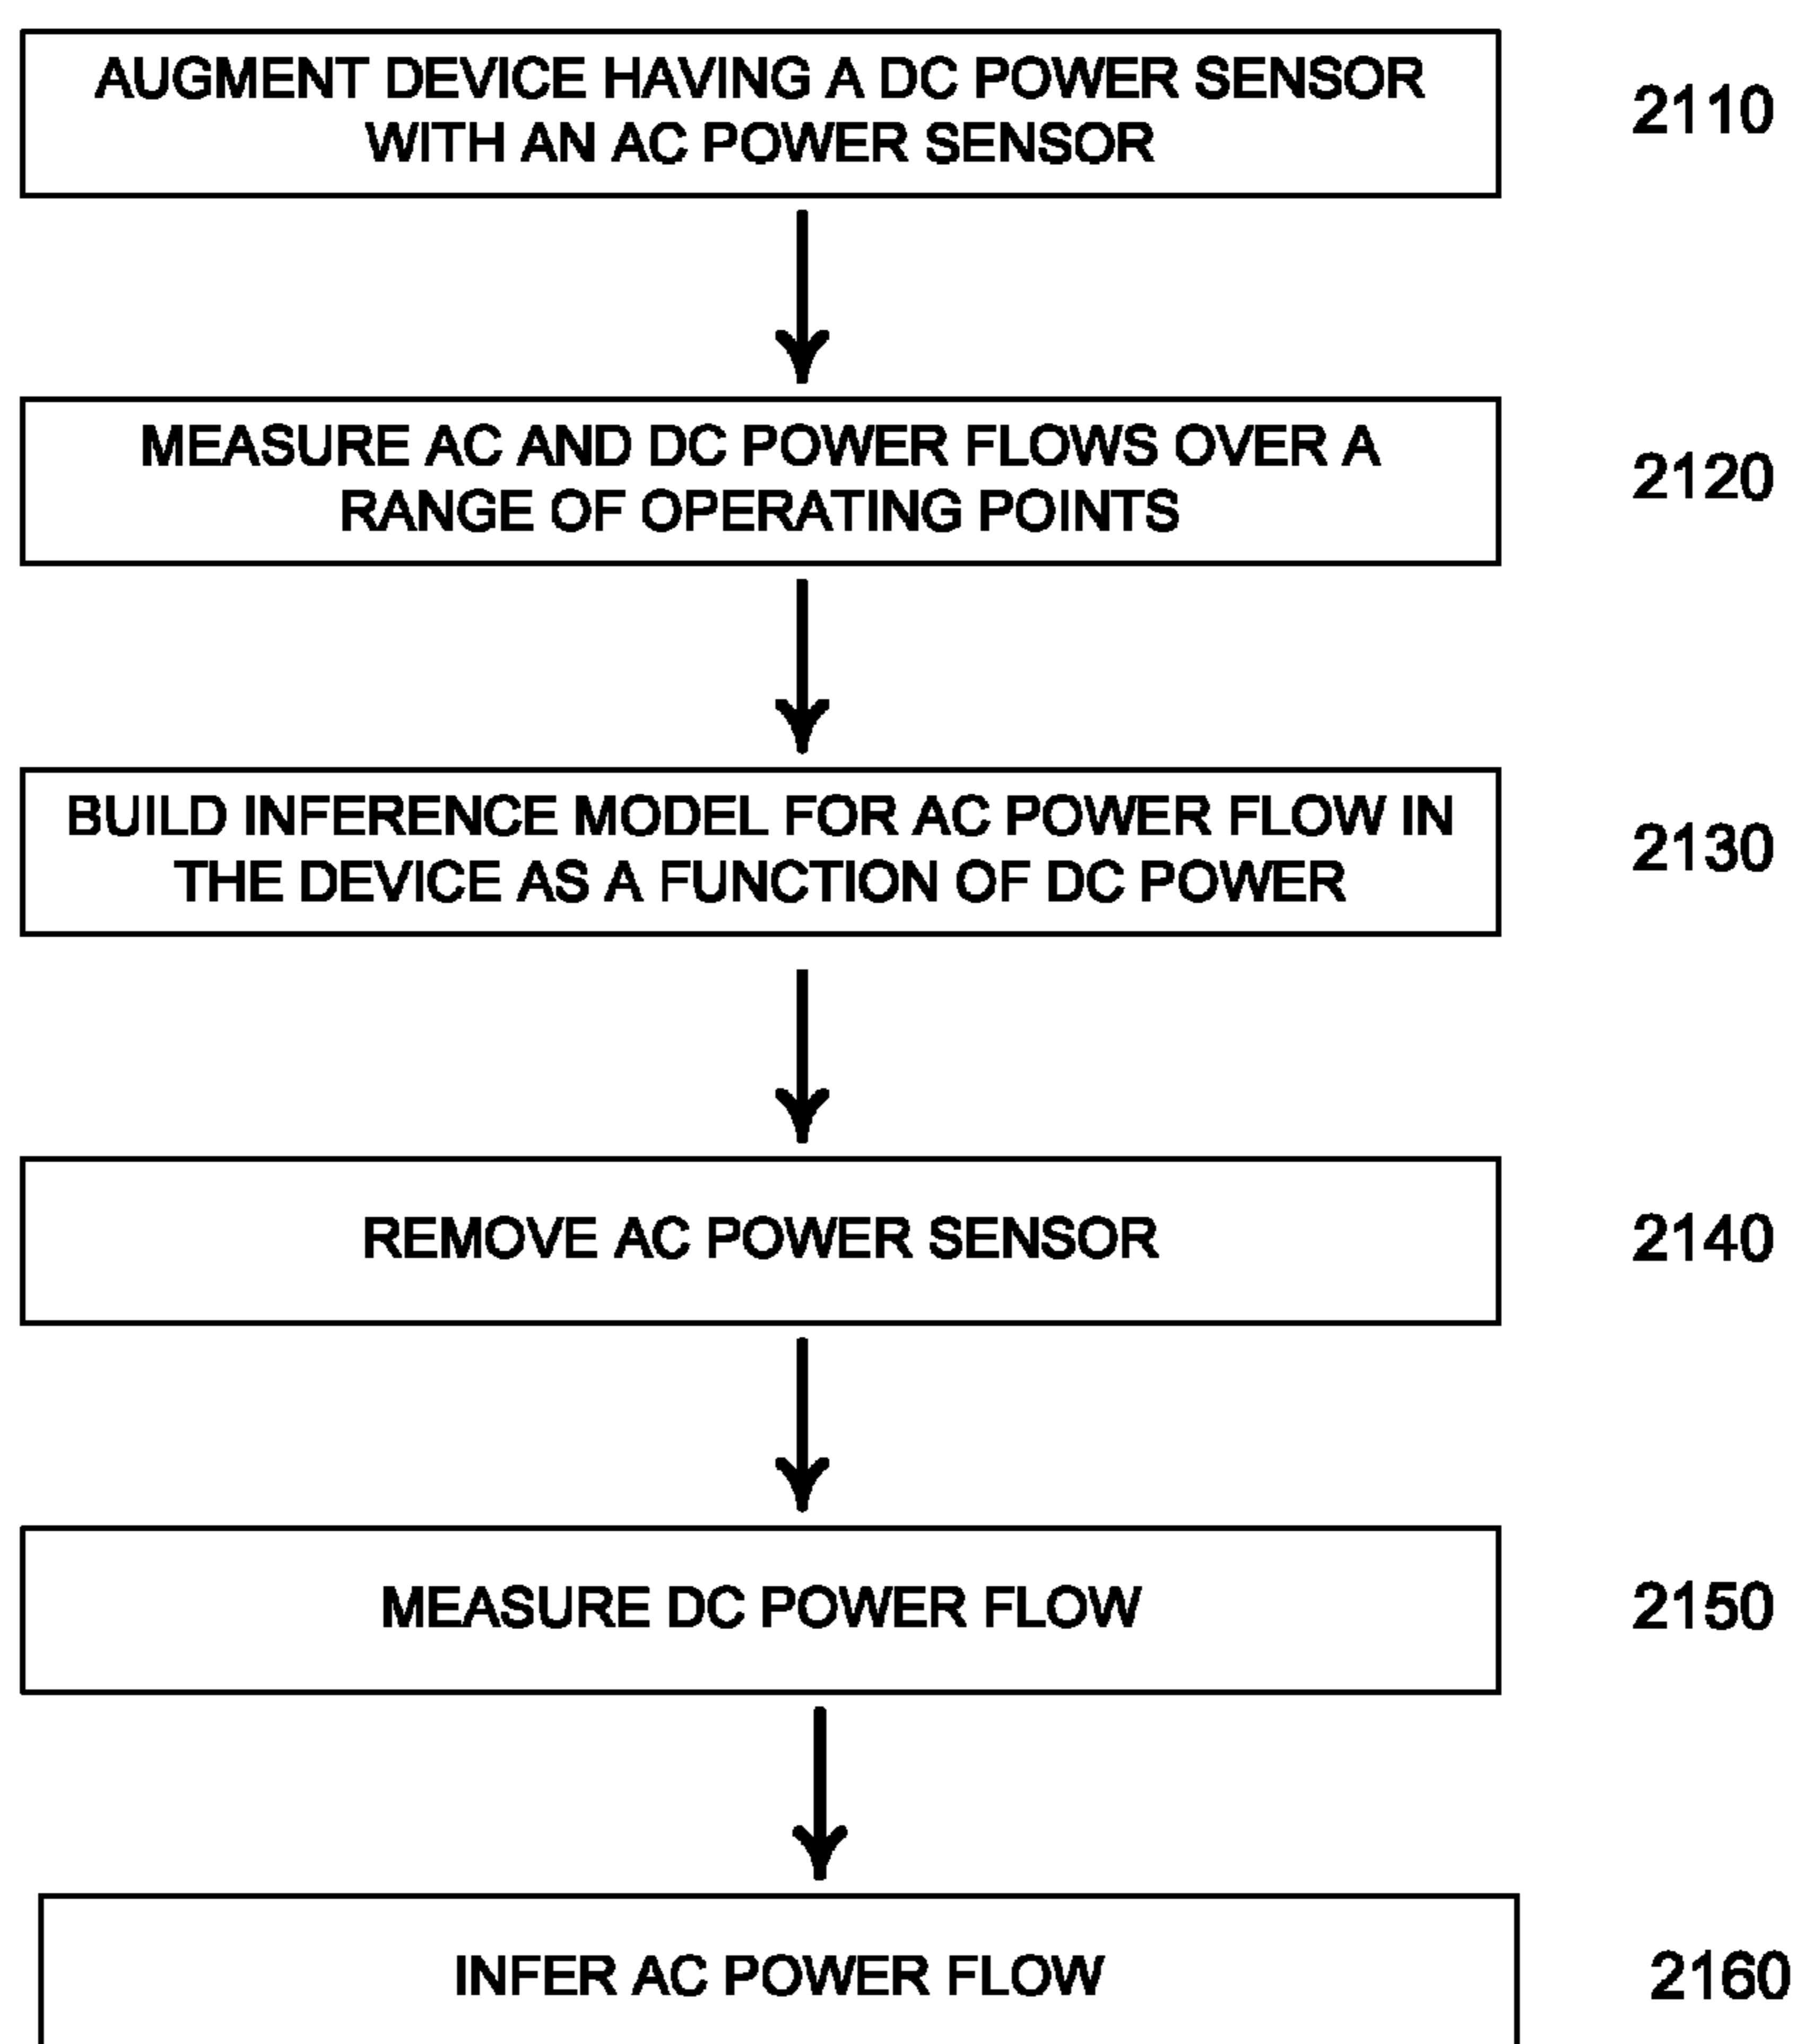 AUGMENT DEVICE HAVING A DC POWER SENSOR
WITH AN AC POWER SENSOR
2110
MEASURE AC AND DC POWER FLOWS OVER A
RANGE OF OPERATING POINTS
2120
BUILD INFERENCE MODEL FOR AC POWER FLOW IN
THE DEVICE AS A FUNCTION OF DC POWER
2130
REMOVE AC POWER SENSOR
2140
MEASURE DC POWER FLOW
2150
INFER AC POWER FLOW
2160